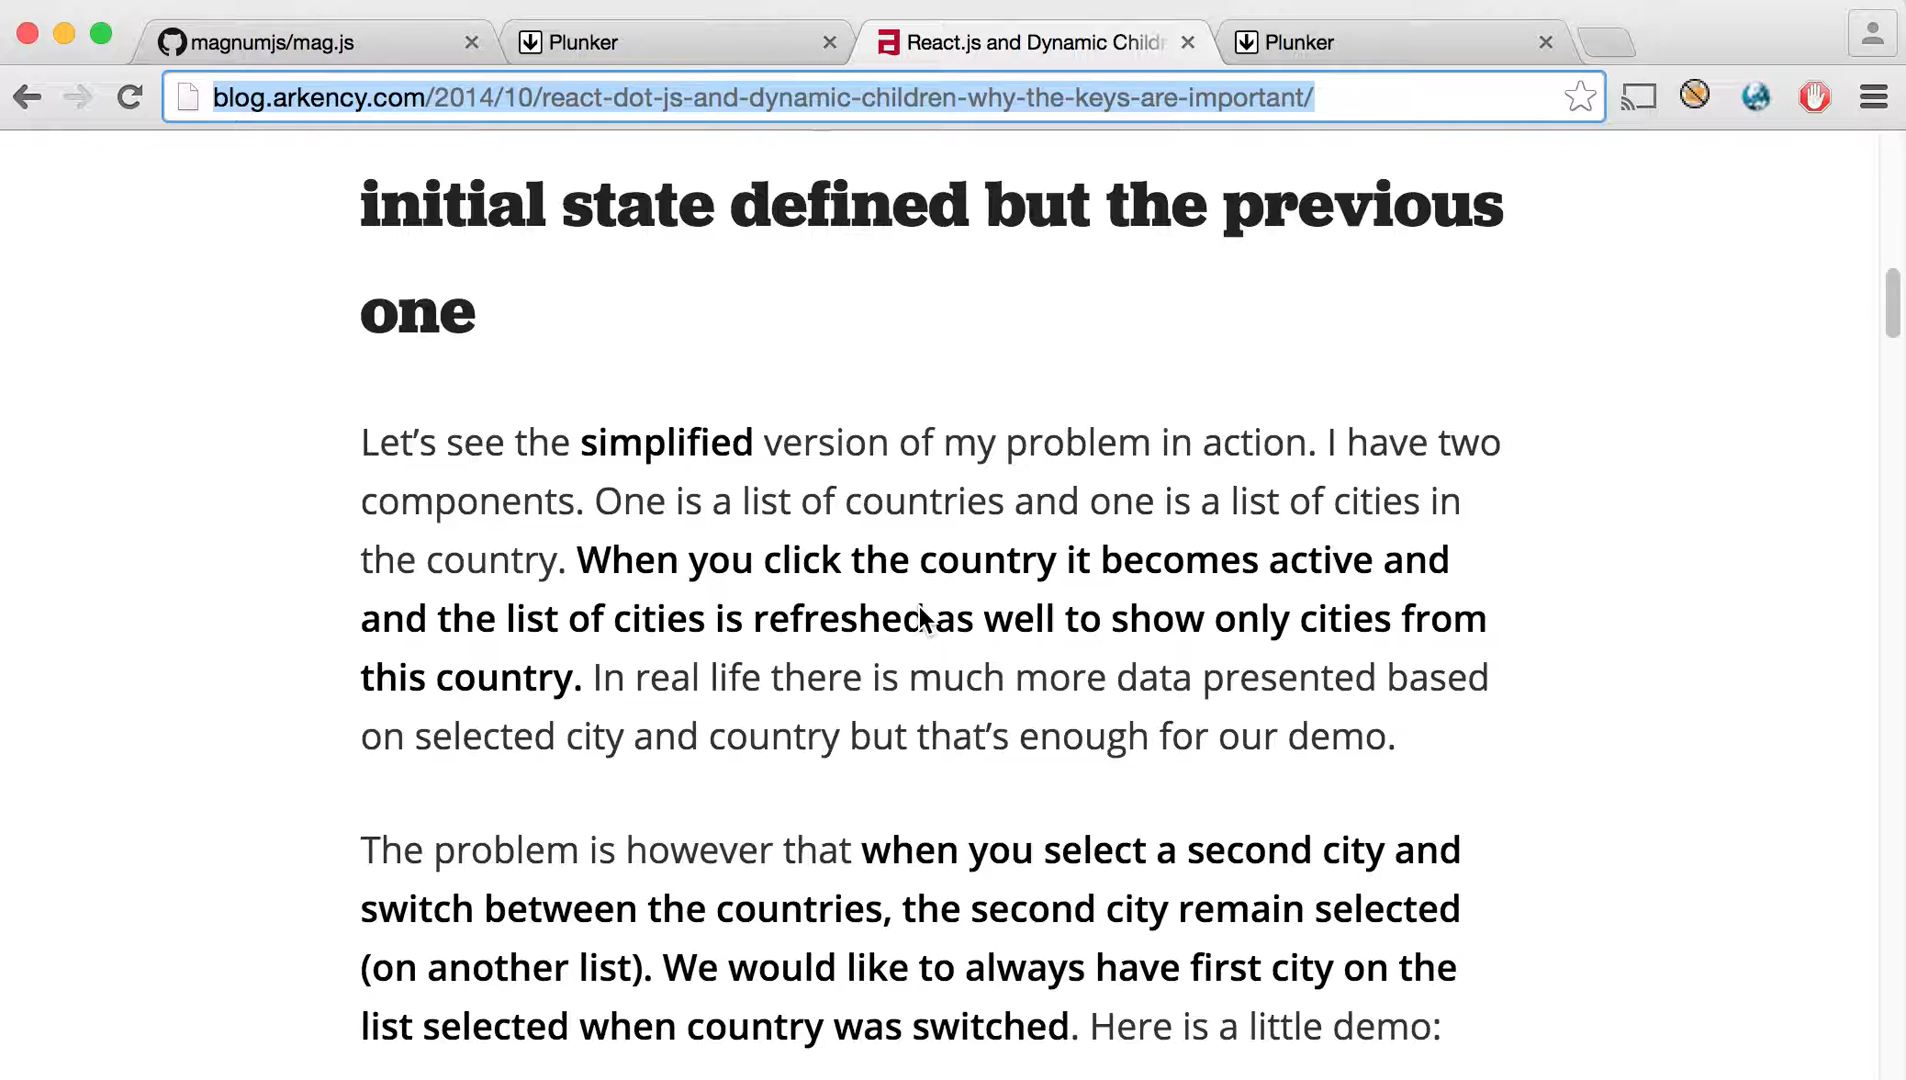 magnumjs/mag.js
Plunker
React.js and Dynamic Child
Plunker
blog.arkency.com/2014/10/react-dot-js-and-dynamic-children-why-the-keys-are-important/
initial state defined but the previous
one
Let’s see the simplified version of my problem in action. I have two
components. One is a list of countries and one is a list of cities in
the country. When you click the country it becomes active and
and the list of cities is refreshed as well to show only cities from
this country. In real life there is much more data presented based
on selected city and country but that’s enough for our demo.
The problem is however that when you select a second city and
switch between the countries, the second city remain selected
(on another list). We would like to always have first city on the
list selected when country was switched. Here is a little demo: